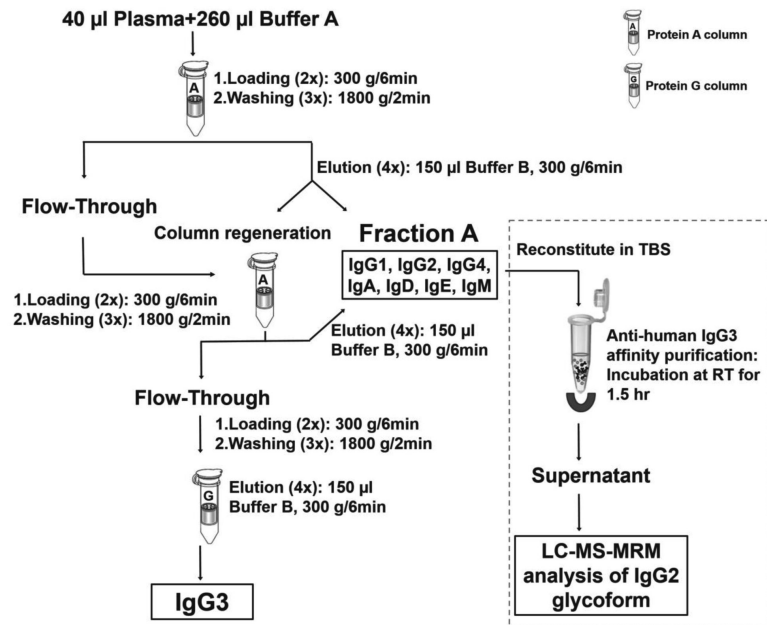 40 µl Plasma+260 µl Buffer A
A
1.Loading (2x): 300 g/6min
2.Washing (3x): 1800 g/2min
A
Protein A column
G
Protein G column
Elution (4x): 150 µl Buffer B, 300 g/6min
Flow-Through
Column regeneration
A
Fraction A
IgG1, IgG2, IgG4,
IgA, IgD, IgE, IgM
1.Loading (2x): 300 g/6min
2.Washing (3x): 1800 g/2min
Elution (4x): 150 µl
Buffer B, 300 g/6min
Reconstitute in TBS
Anti-human IgG3
affinity purification:
Incubation at RT for
1.5 hr
Flow-Through
1.Loading (2x): 300 g/6min
2.Washing (3x): 1800 g/2min
G
Elution (4x): 150 µl
Buffer B, 300 g/6min
IgG3
Supernatant
LC-MS-MRM
analysis of IgG2
glycoform